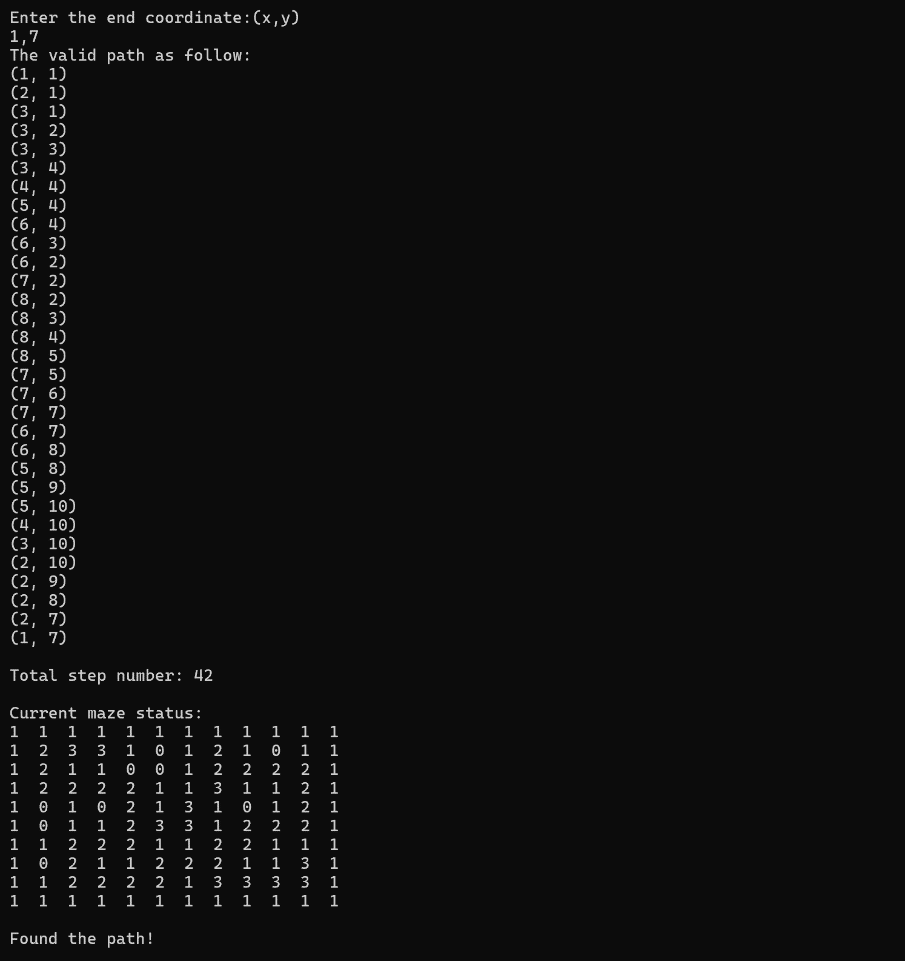 Enter the end coordinate:(x,y)
1,7
The valid path as follow:
(1, 1)
(2, 1)
(3, 1)
(3, 2)
(3, 3)
(3, 4)
(4, 4)
(5, 4)
(6, 4)
(6, 3)
(6, 2)
(7, 2)
(8, 2)
(8, 3)
(8, 4)
(8, 5)
(7, 5)
(7, 6)
(7, 7)
(6, 7)
(6, 8)
(5, 8)
(5, 9)
(5, 10)
(4, 10)
(3, 10)
(2, 10)
(2, 9)
(2, 8)
(2, 7)
(1, 7)
Total step number: 42
Current maze status:
1 1 1 1 1 1 1 1 1 1 1 1
1 2 3 3 1 0 1 2 1 0 1 1
1 2 1 1 0 0 1 2 2 2 2 1
1 2 2 2 2 1 1 3 1 1 2 1
1 0 1 0 2 1 3 1 0 1 2 1
1 0 1 1 2 3 3 1 2 2 2 1
1 1 2 2 2 1 1 2 2 1 1 1
1 0 2 1 1 2 2 2 1 1 3 1
1 1 2 2 2 2 1 3 3 3 3 1
1 1 1 1 1 1 1 1 1 1 1 1
Found the path!